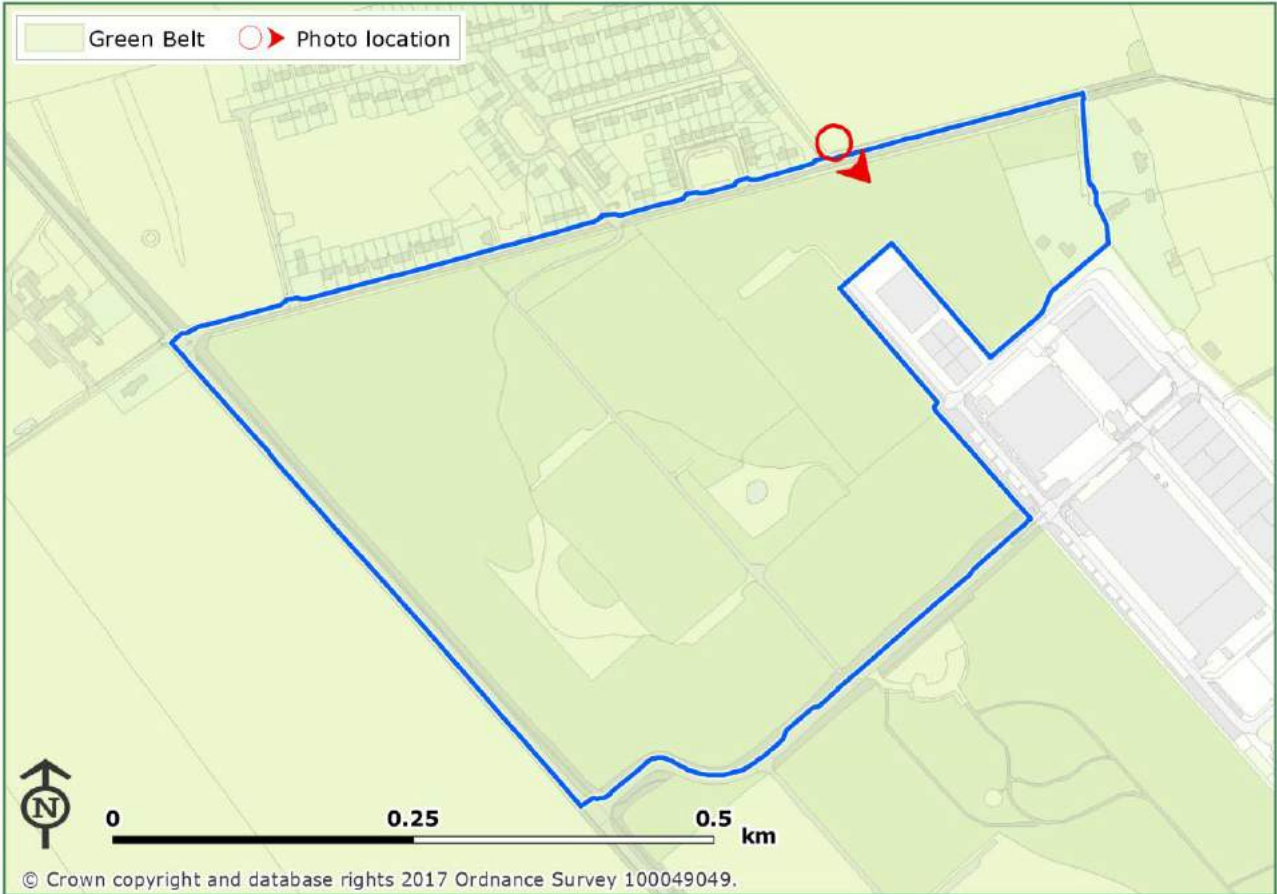 Green Belt Photo location
N
0 0.25 0.5 km
© Crown copyright and database rights 2017 Ordnance Survey 100049049.